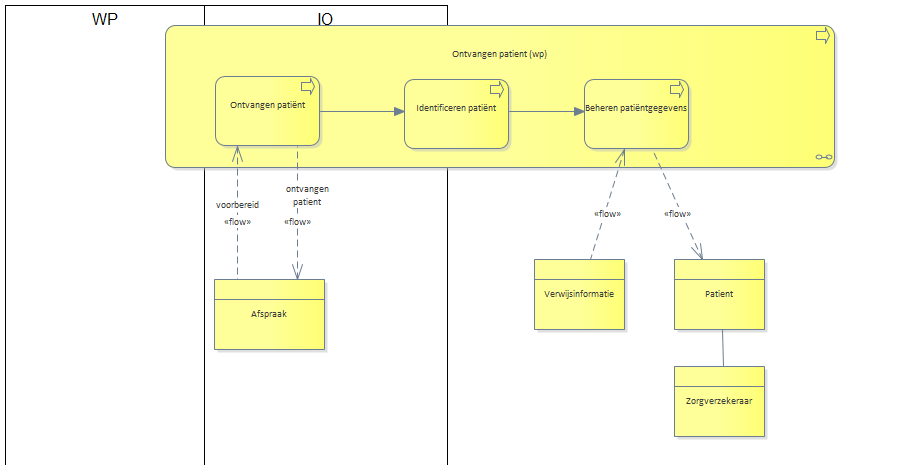 WP
IO
Ontvangen patient (wp)
Ontvangen patiënt
Identificeren patiënt
Beheren patiëntgegevens
voorbereid
«flow»
ontvangen
patient
«flow»
«flow»
«flow»
Afspraak
Verwijsinformatie
Patient
Zorgverzekeraar